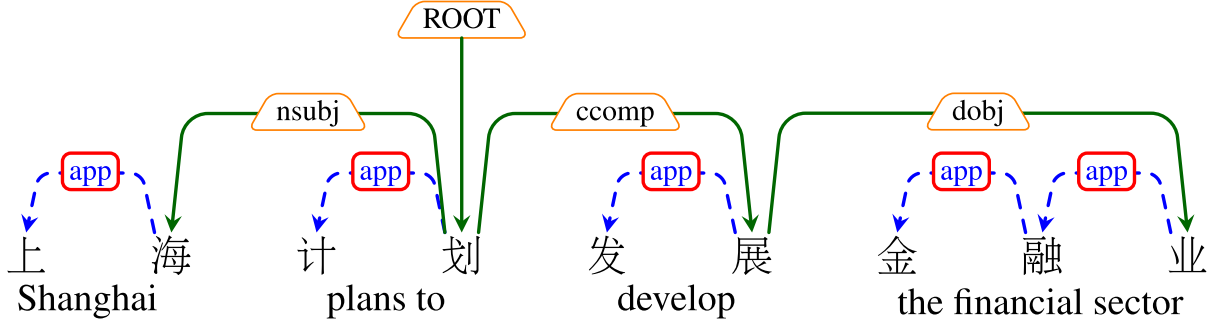 ROOT
nsubj ccomp dobj
app app app app app
上 海 计 划 发 展 金 融 业
Shanghai plans to develop the financial sector